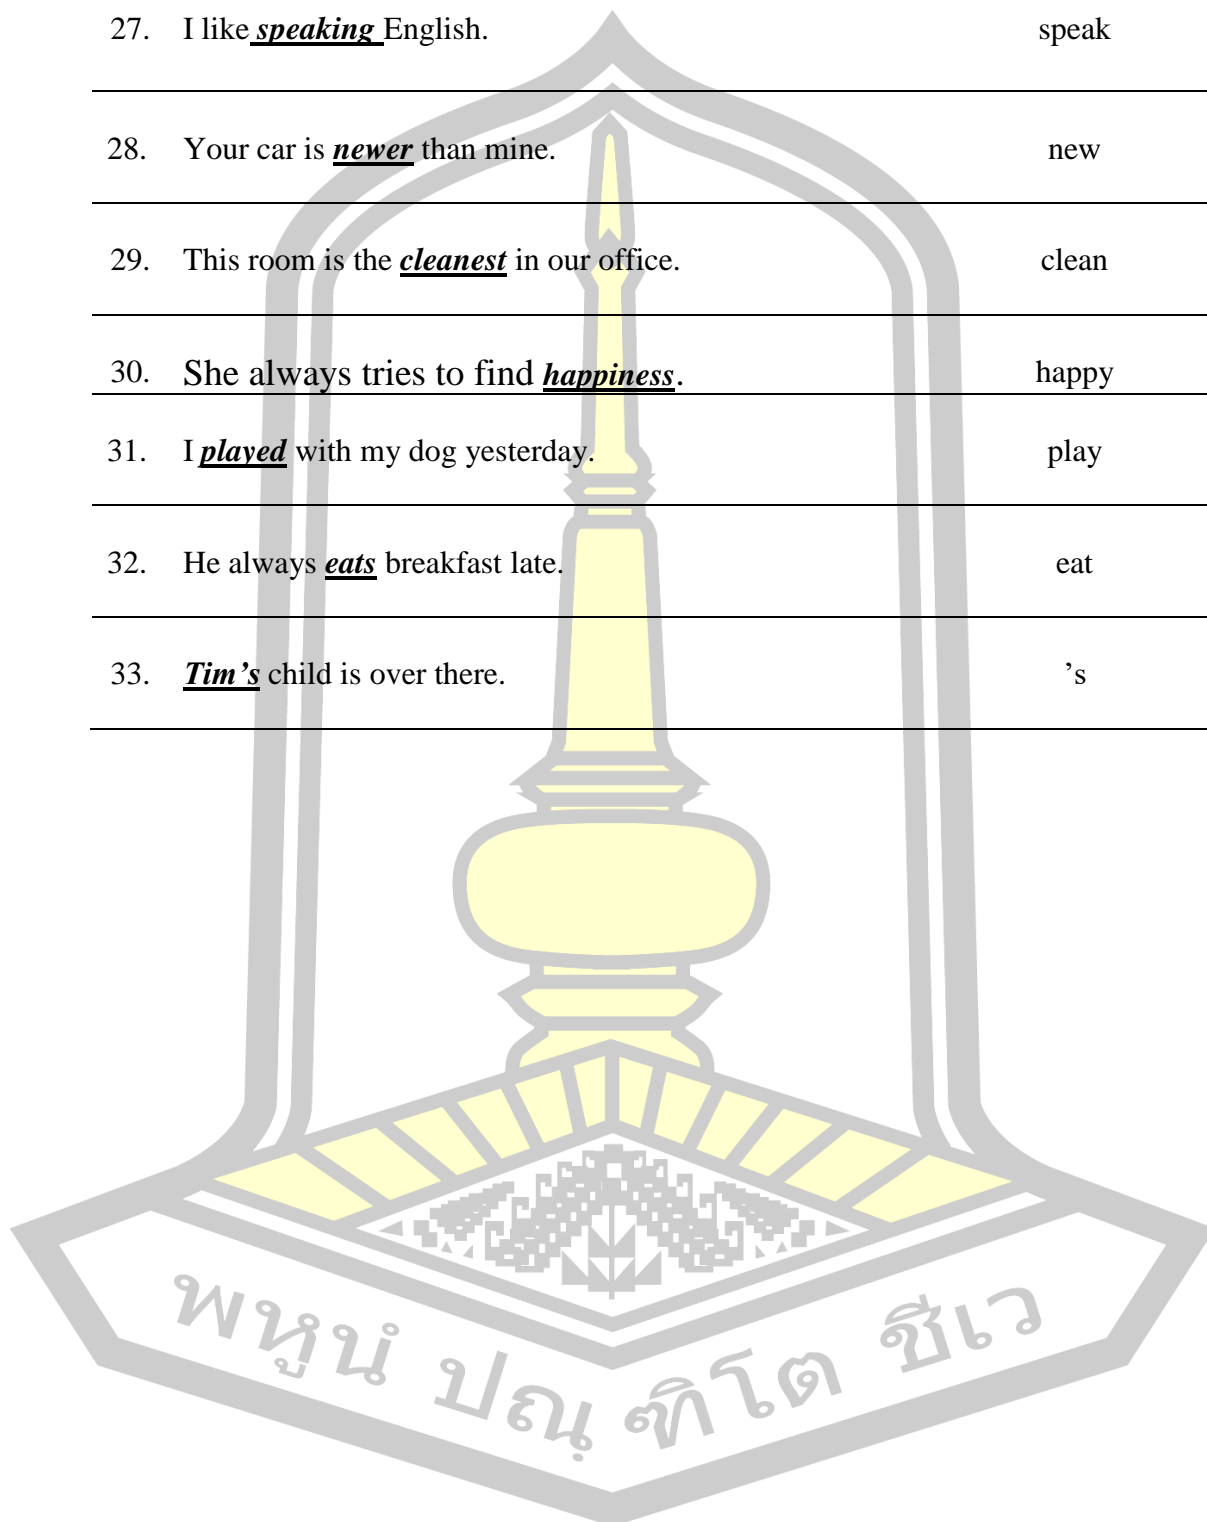 27. I like speaking English. speak
28. Your car is newer than mine. new
29. This room is the cleanest in our office. clean
30. She always tries to find happiness. happy
31. I played with my dog yesterday. play
32. He always eats breakfast late. eat
33. Tim’s child is over there. ’s
พหูนํ ปณฺฑิโต ชีเว